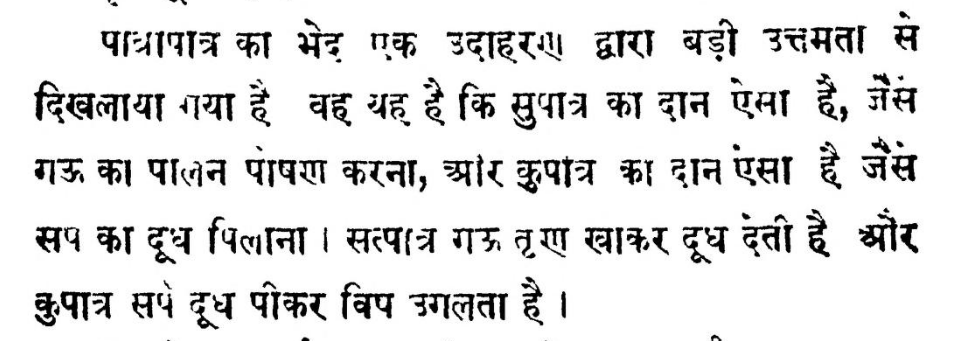 पात्रापात्र का भेद एक उदाहरण द्वारा बड़ी उत्तमता से
दिखलाया गया है वह यह है कि सुपात्र का दान ऐसा है, जैसे
गऊ का पालन पोषण करना, और कुपात्र का दान ऐसा है जैसे
सर्प का दूध पिलाना । सत्पात्र गऊ तृण खाकर दूध देती है और
कुपात्र सर्प दूध पीकर विष उगलता है ।